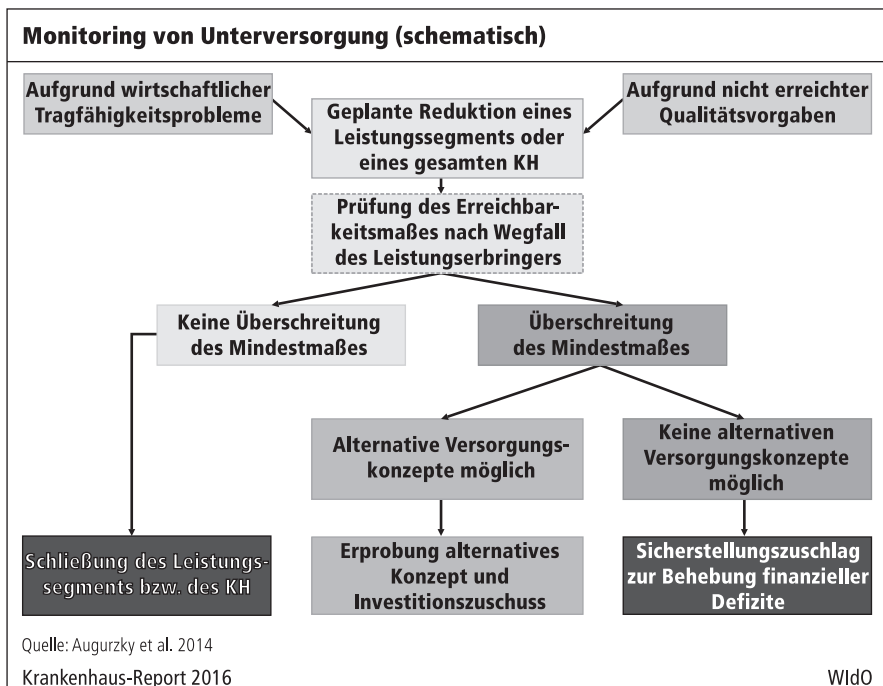 Monitoring von Unterversorgung (schematisch)
Aufgrund wirtschaftlicher
Tragfähigkeitsprobleme
Aufgrund nicht erreichter
Qualitätsvorgaben
Geplante Reduktion eines
Leistungssegments oder
eines gesamten KH
Prüfung des Erreichbar-
keitsmaßes nach Wegfall
des Leistungserbringers
Keine Überschreitung
des Mindestmaßes
Überschreitung
des Mindestmaßes
Alternative Versorgungs-
konzepte möglich
Keine alternativen
Versorgungskonzepte
möglich
Schließung des Leistungs-
segments bzw. des KH
Erprobung alternatives
Konzept und
Investitionszuschuss
Sicherstellungszuschlag
zur Behebung finanzieller
Defizite
Quelle: Augurzky et al. 2014
Krankenhaus-Report 2016
WIdO